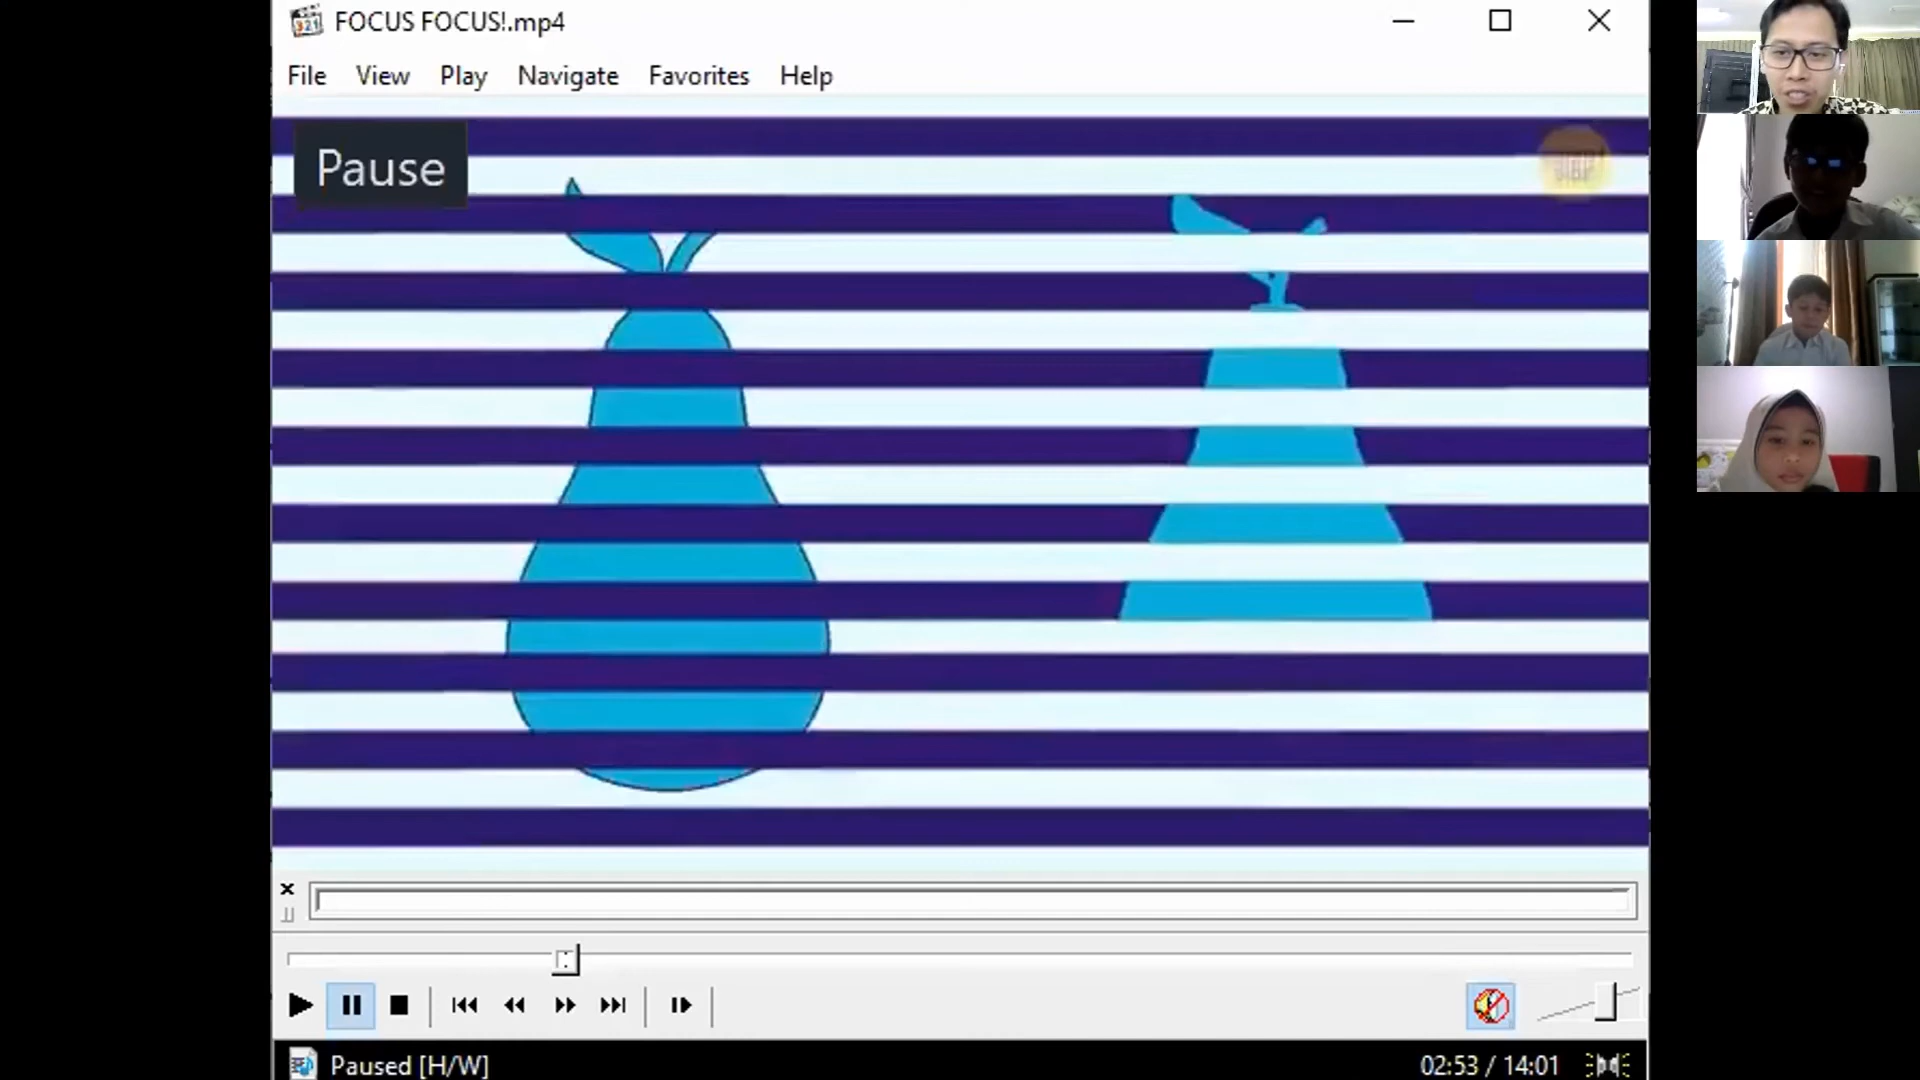 FOCUS FOCUS!.mp4
File View Play Navigate Favorites Help
Pause
Paused [H/W]
02:53 / 14:01